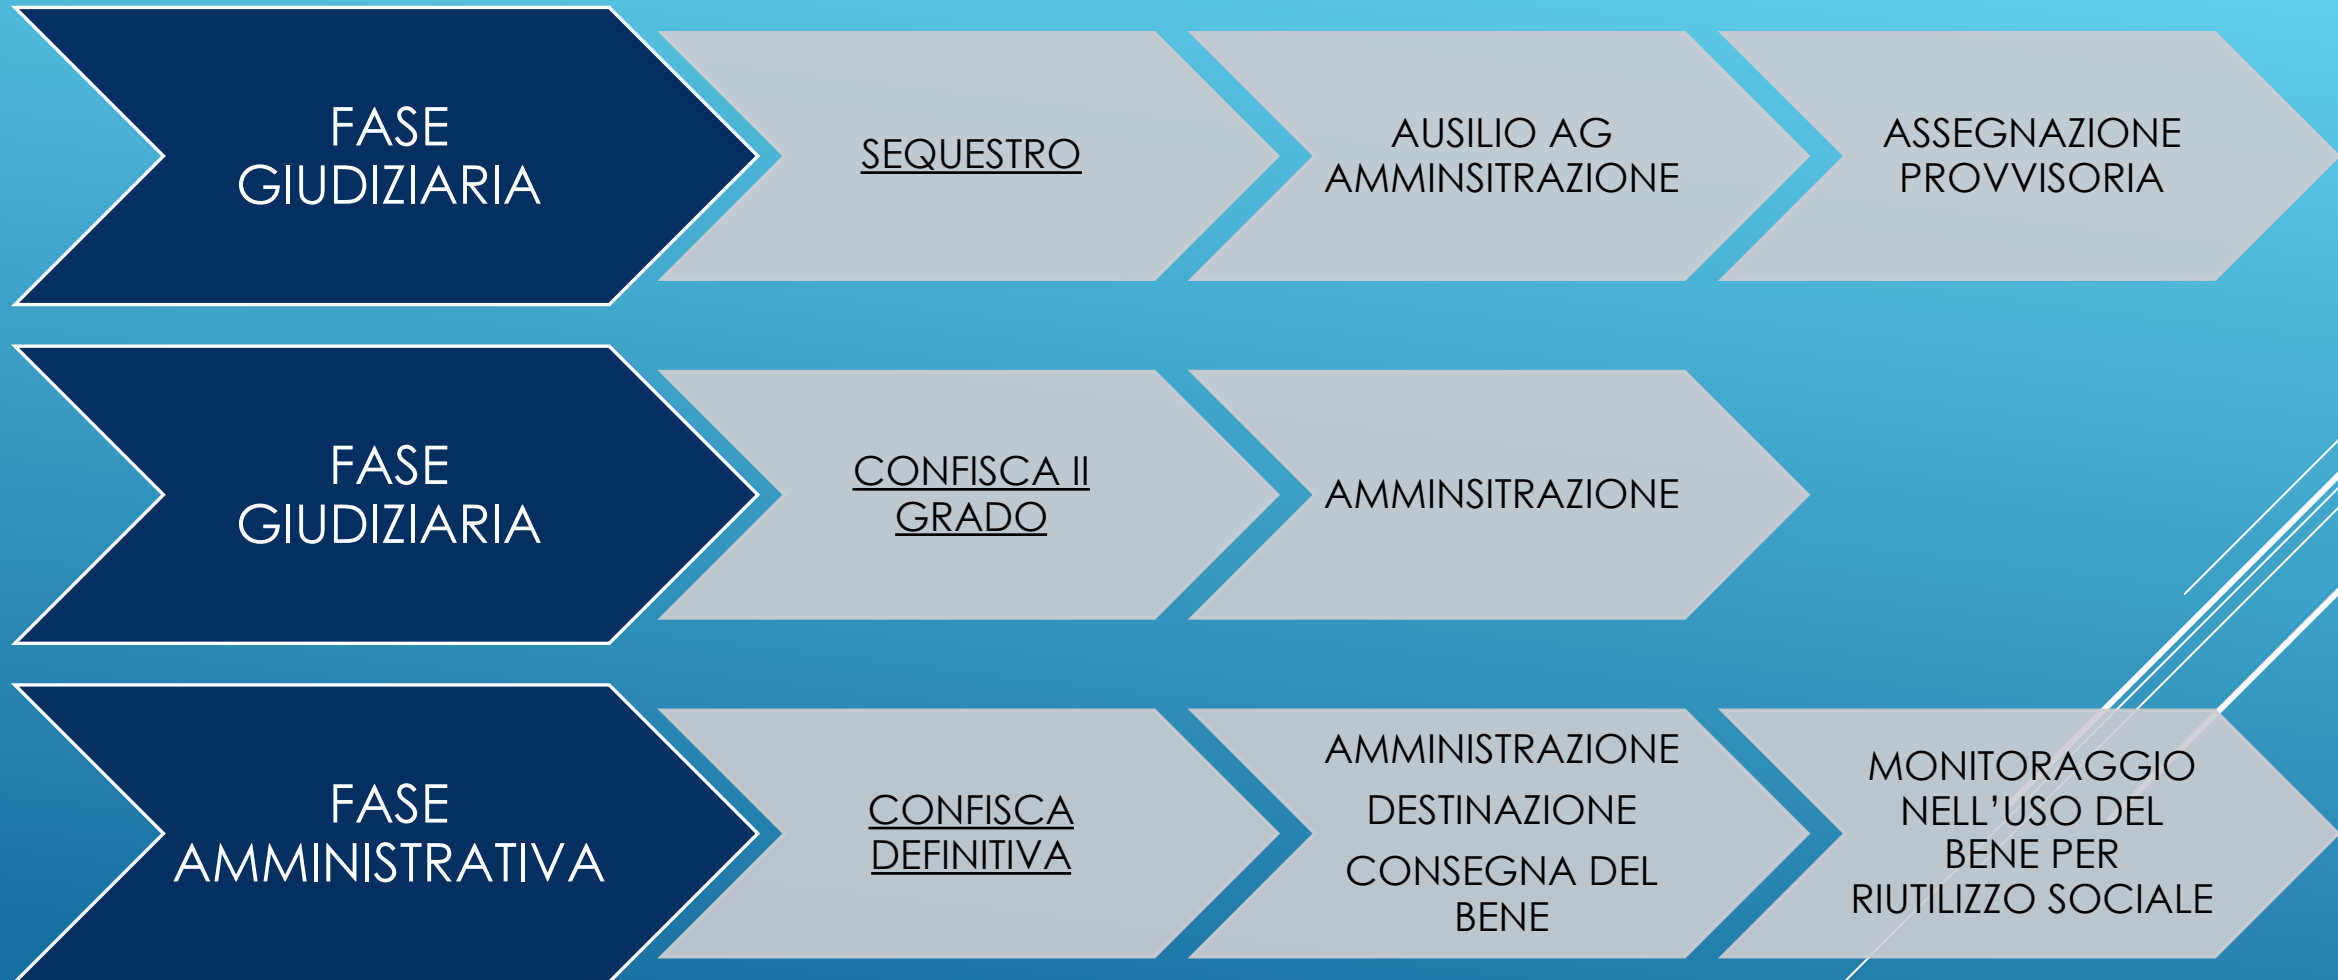 FASE
GIUDIZIARIA
SEQUESTRO
AUSILIO AG
AMMINSITRAZIONE
ASSEGNAZIONE
PROVVISORIA
FASE
GIUDIZIARIA
CONFISCA II
GRADO
AMMINSITRAZIONE
FASE
AMMINISTRATIVA
CONFISCA
DEFINITIVA
AMMINISTRAZIONE
DESTINAZIONE
CONSEGNA DEL
BENE
MONITORAGGIO
NELL’USO DEL
BENE PER
RIUTILIZZO SOCIALE